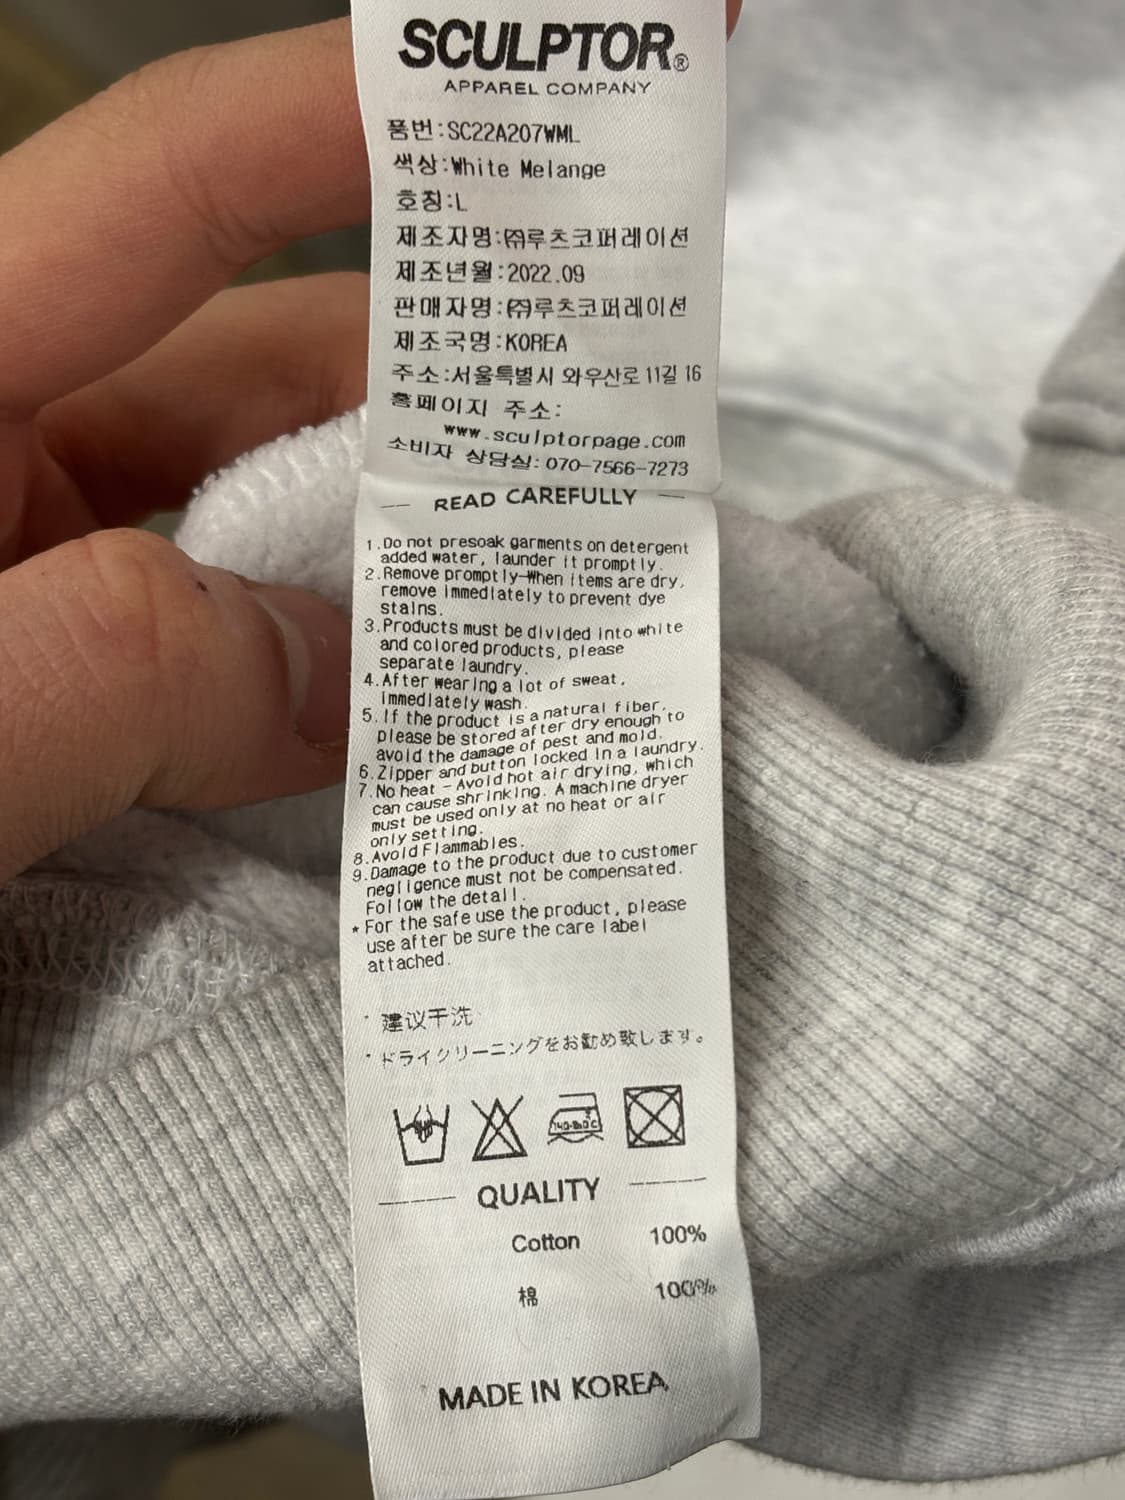 SCULPTOR®
APPAREL COMPANY
품번:SC22A207WML
색상:White Melange
호칭:L
제조자명:㈜루츠코퍼레이션
제조년월:2022.09
판매자명:㈜루츠코퍼레이션
제조국명:KOREA
주소:서울특별시 와우산로 11길 16
홈페이지 주소:
www.sculptorpage.com
소비자 상담실:070-7566-7273
READ CAREFULLY
1.Do not presoak garments on detergent
added water, launder it promptly.
2.Remove promptly-When items are dry,
remove immediately to prevent dye
stains.
3.Products must be divided into white
and colored products, please
separate laundry.
4.After wearing a lot of sweat,
immediately wash.
5.If the product is a natural fiber,
please be stored after dry enough to
avoid the damage of pest and mold.
6.Zipper and button locked in a laundry.
7.No heat - Avoid hot air drying, which
can cause shrinking. A machine dryer
must be used only at no heat or air
only setting.
8.Avoid Flammables.
9.Damage to the product due to customer
negligence must not be compensated.
Follow the detail.
* For the safe use the product, please
use after be sure the care label
attached.
· 建议干洗
· ドライクリーニングをお勧め致します。
QUALITY
Cotton 100%
棉 100%
MADE IN KOREA